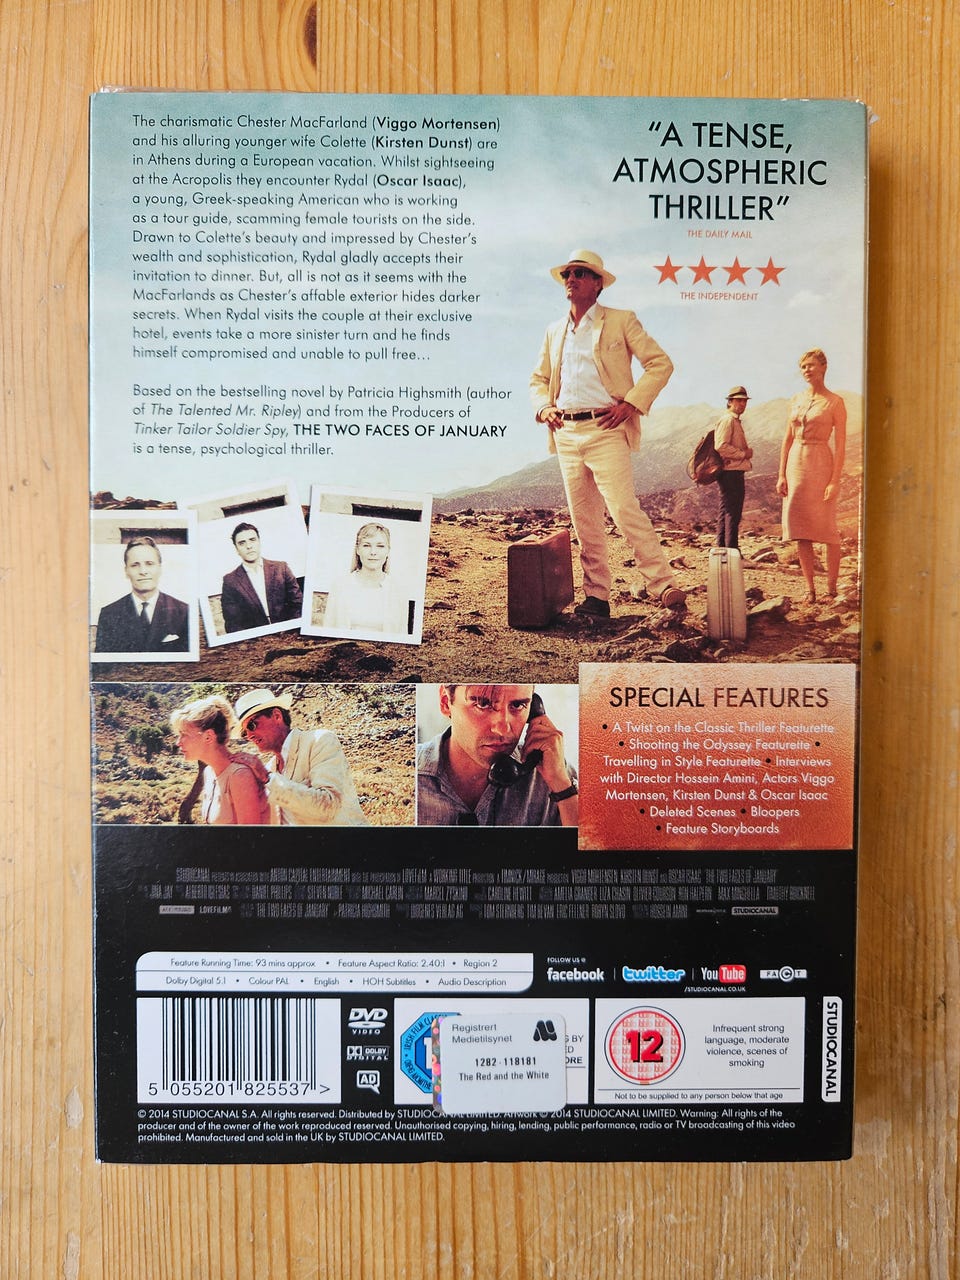 The charismatic Chester MacFarland (Viggo Mortensen)
and his alluring younger wife Colette (Kirsten Dunst) are
in Athens during a European vacation. Whilst sightseeing
at the Acropolis they encounter Rydal (Oscar Isaac),
a young, Greek-speaking American who is working
as a tour guide, scamming female tourists on the side.
Drawn to Colette's beauty and impressed by Chester's
wealth and sophistication, Rydal gladly accepts their
invitation to dinner. But, all is not as it seems with the
MacFarlands as Chester's affable exterior hides darker
secrets. When Rydal visits the couple at their exclusive
hotel, events take a more sinister turn and he finds
himself compromised and unable to pull free...
Based on the bestselling novel by Patricia Highsmith (author
of The Talented Mr. Ripley) and from the Producers of
Tinker Tailor Soldier Spy, THE TWO FACES OF JANUARY
is a tense, psychological thriller.
"A TENSE,
ATMOSPHERIC
THRILLER"
THE DAILY MAIL
THE INDEPENDENT
SPECIAL FEATURES
• A Twist on the Classic Thriller Featurette
• Shooting the Odyssey Featurette •
Travelling in Style Featurette • Interviews
with Director Hossein Amini, Actors Viggo
Mortensen, Kirsten Dunst & Oscar Isaac
• Deleted Scenes • Bloopers
• Feature Storyboards
Feature Running Time: 93 mins approx • Feature Aspect Ratio: 2.40:1 • Region 2
Dolby Digital 5.1 • Colour PAL • English • HOH Subtitles • Audio Description
FOLLOW US @
facebook | twitter | YouTube
/STUDIOCANAL.CO.UK
FACT
5 055201 825537 >
DVD
VIDEO
DOLBY
DIGITAL
AD
IRISH FILM CLASS
Registrert
Medietilsynet
1282-118181
The Red and the White
12
Infrequent strong
language, moderate
violence, scenes of
smoking
Not to be supplied to any person below that age
STUDIOCANAL
© 2014 STUDIOCANAL S.A. All rights reserved. Distributed by STUDIOCANAL LIMITED. Artwork © 2014 STUDIOCANAL LIMITED. Warning: All rights of the
producer and of the owner of the work reproduced reserved. Unauthorised copying, hiring, lending, public performance, radio or TV broadcasting of this video
prohibited. Manufactured and sold in the UK by STUDIOCANAL LIMITED.